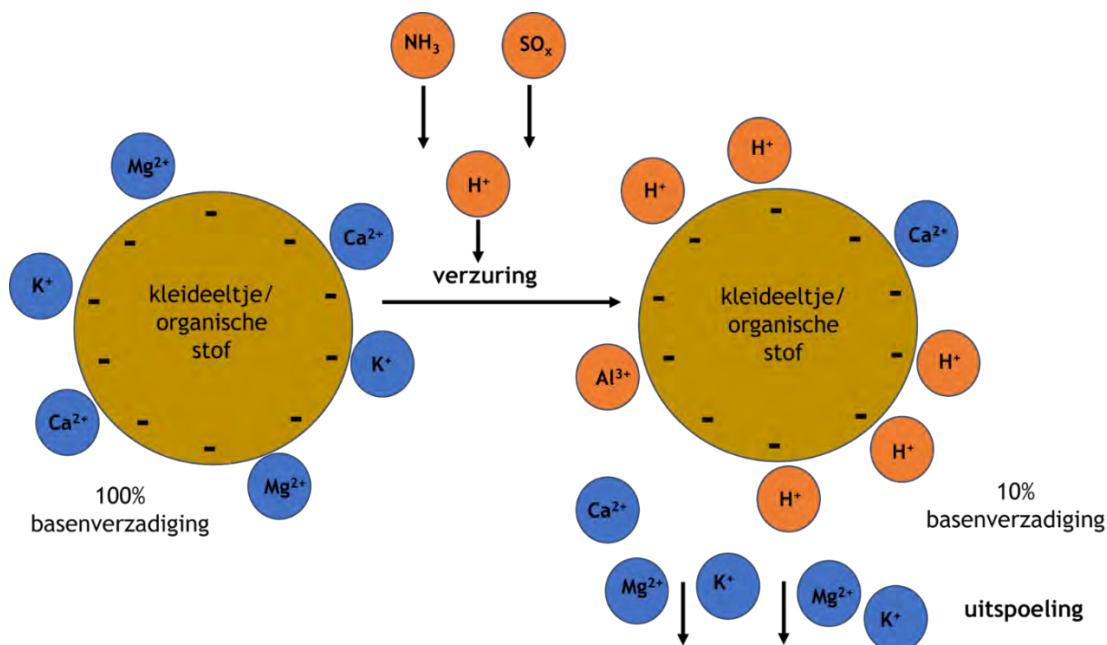 NH₃
SOₓ
H⁺
verzuring
Mg²⁺
Ca²⁺
K⁺
kleideeltje/
organische
stof
K⁺
Ca²⁺
Mg²⁺
100%
basenverzadiging
H⁺
H⁺
Ca²⁺
kleideeltje/
organische
stof
Al³⁺
H⁺
H⁺
H⁺
10%
basenverzadiging
Ca²⁺
Mg²⁺
K⁺
Mg²⁺
K⁺
uitspoeling